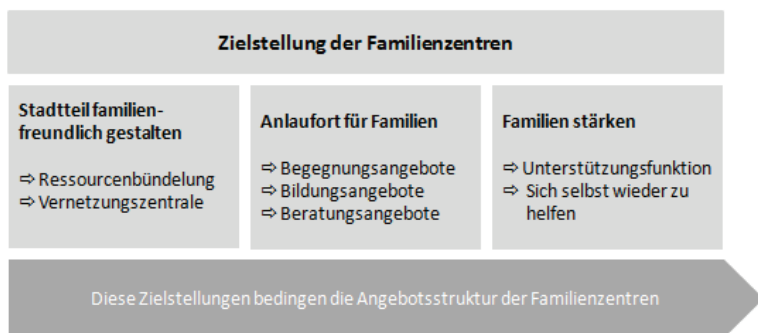 Zielstellung der Familienzentren
Stadtteil familien-
freundlich gestalten
⇨ Ressourcenbündelung
⇨ Vernetzungszentrale
Anlaufort für Familien
⇨ Begegnungsangebote
⇨ Bildungsangebote
⇨ Beratungsangebote
Familien stärken
⇨ Unterstützungsfunktion
⇨ Sich selbst wieder zu
helfen
Diese Zielstellungen bedingen die Angebotsstruktur der Familienzentren